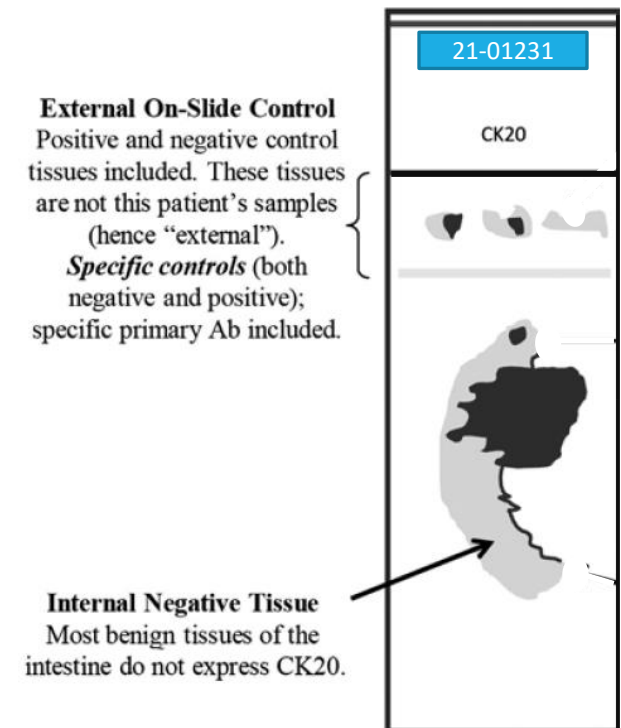 21-01231
CK20
External On-Slide Control
Positive and negative control
tissues included. These tissues
are not this patient’s samples
(hence “external”).
Specific controls (both
negative and positive);
specific primary Ab included.
Internal Negative Tissue
Most benign tissues of the
intestine do not express CK20.